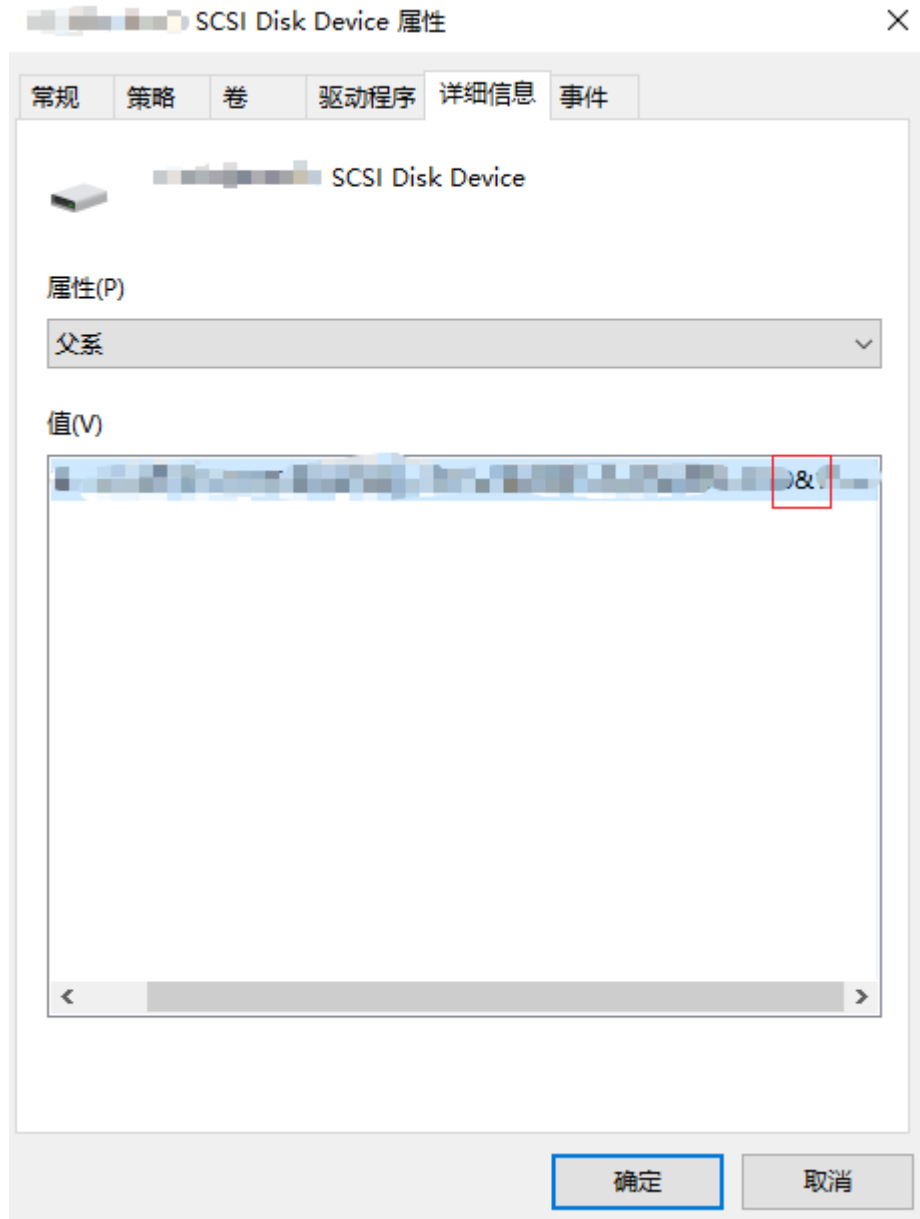 SCSI Disk Device 属性
常规 策略 卷 驱动程序 详细信息 事件
SCSI Disk Device
属性(P)
父系
值(V)
&
确定 取消